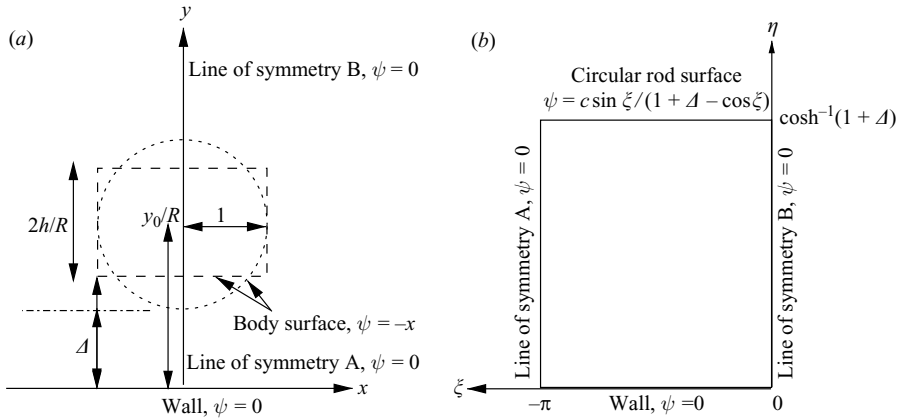 (a)
y
Line of symmetry B, ψ = 0
2h/R
y₀/R
1
Δ
Body surface, ψ = –x
Line of symmetry A, ψ = 0
x
Wall, ψ = 0
(b)
η
Circular rod surface
ψ = c sin ξ/(1 + Δ – cosξ)
cosh⁻¹(1 + Δ)
Line of symmetry A, ψ = 0
Line of symmetry B, ψ = 0
ξ
–π
Wall, ψ =0
0